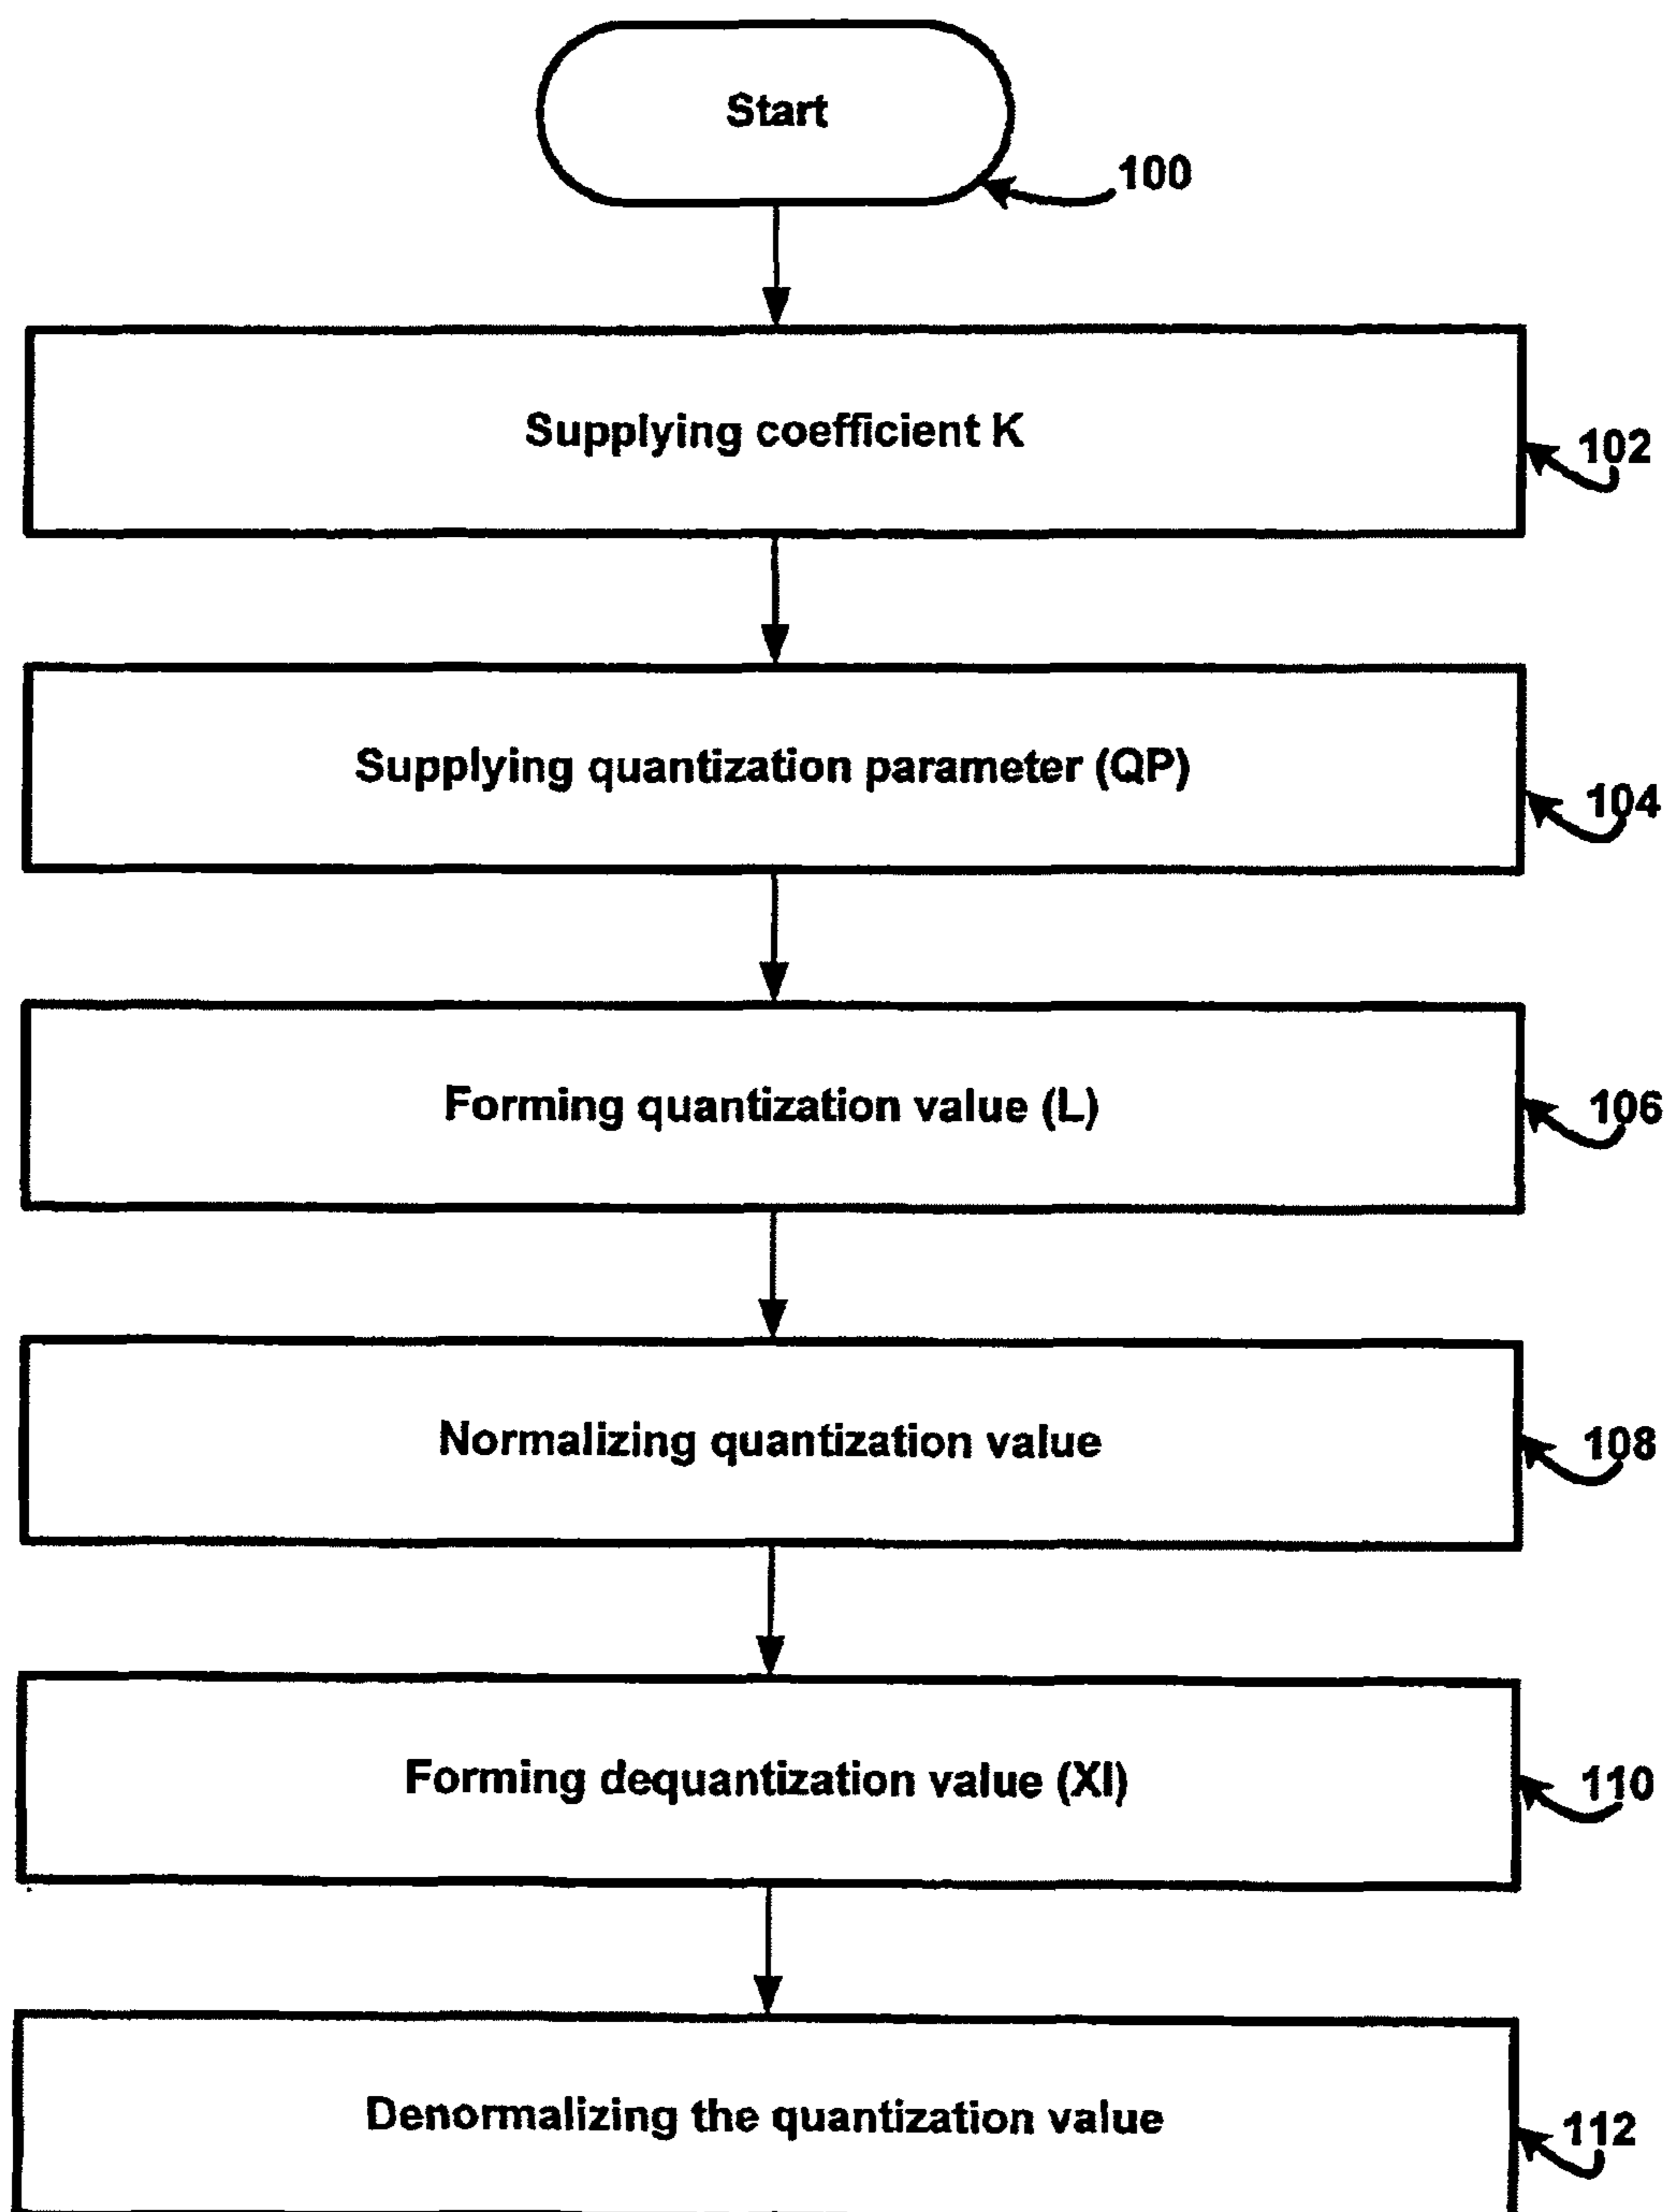 Start
100
Supplying coefficient K
102
Supplying quantization parameter (QP)
104
Forming quantization value (L)
106
Normalizing quantization value
108
Forming dequantization value (XI)
110
Denormalizing the quantization value
112